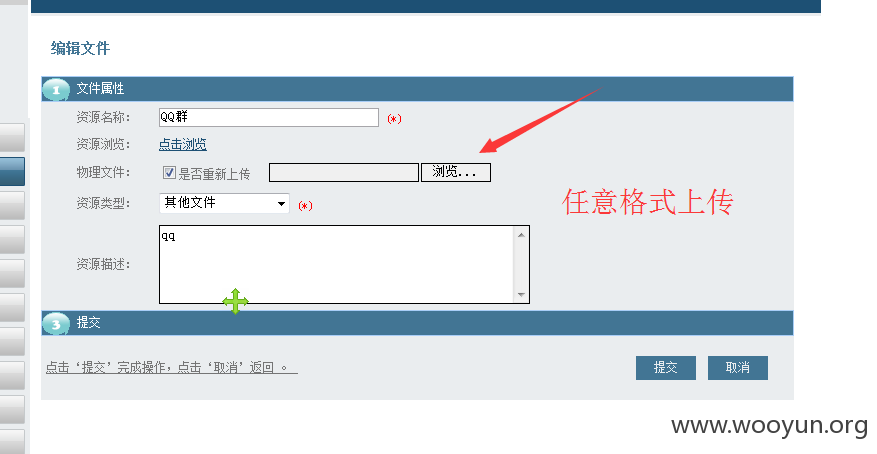 编辑文件
1 文件属性
资源名称: QQ群 (*)
资源浏览: 点击浏览
物理文件: 是否重新上传 浏览...
资源类型: 其他文件 (*)
任意格式上传
资源描述: qq
3 提交
点击‘提交’完成操作，点击‘取消’返回 。 提交 取消
www.wooyun.org